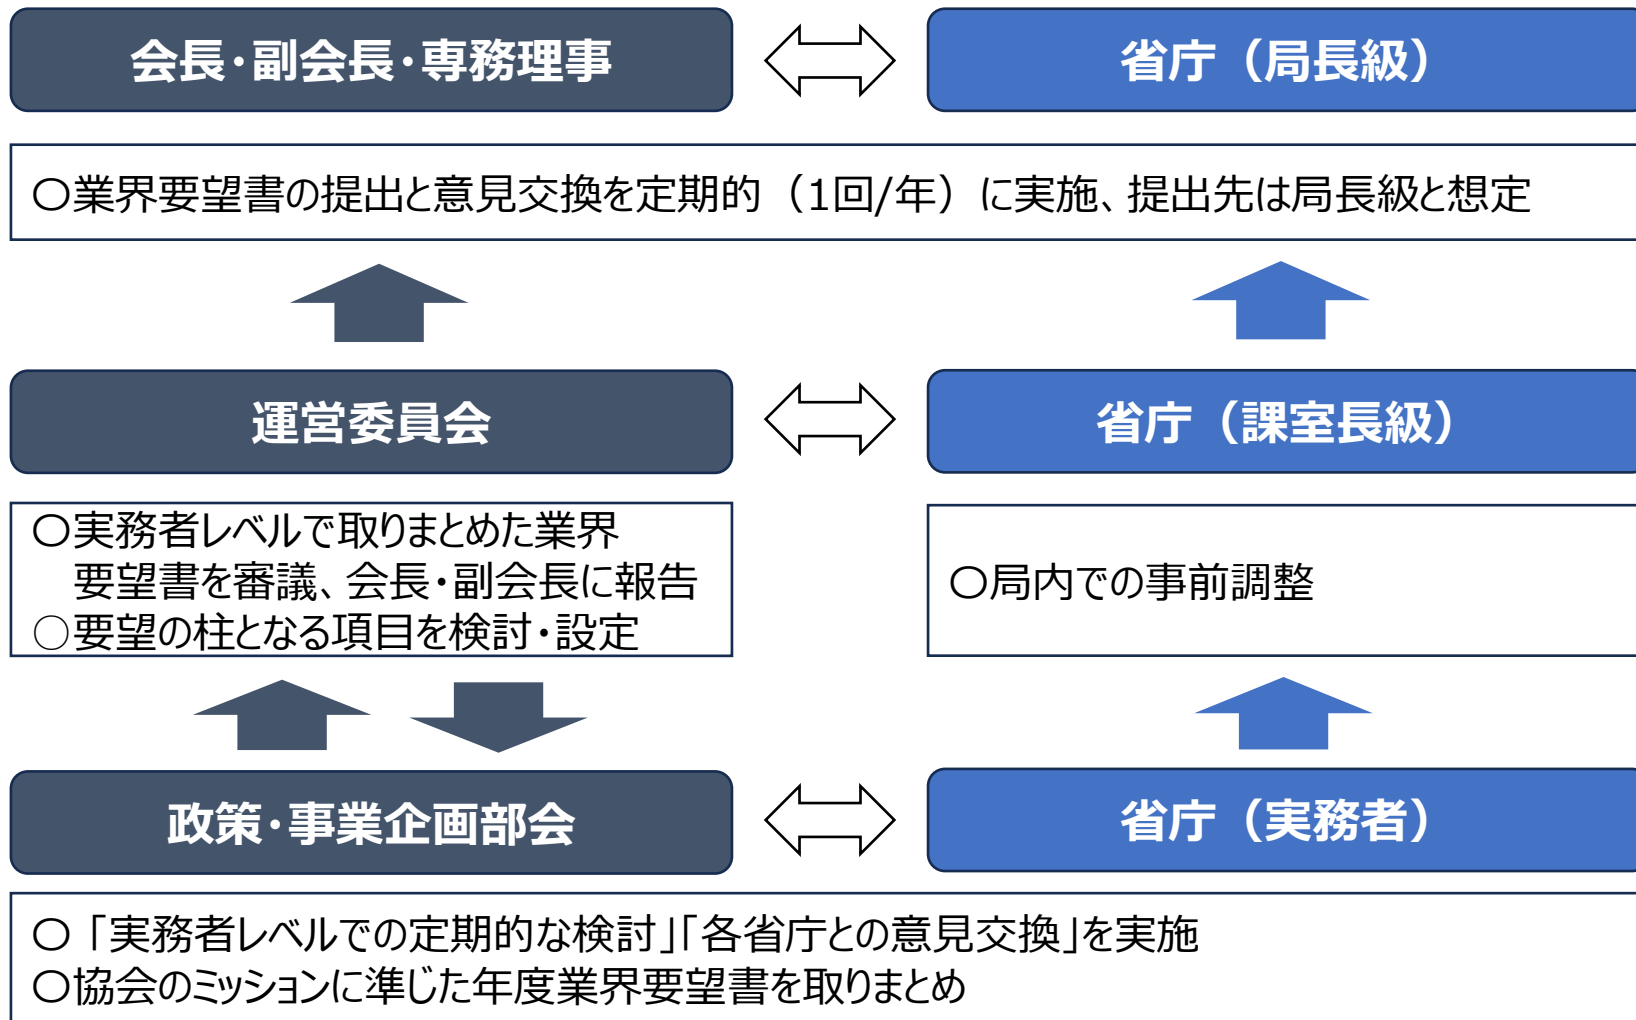 会長・副会長・専務理事
省庁（局長級）
〇業界要望書の提出と意見交換を定期的（1回/年）に実施、提出先は局長級と想定
運営委員会
省庁（課室長級）
〇実務者レベルで取りまとめた業界
要望書を審議、会長・副会長に報告
○要望の柱となる項目を検討・設定
〇局内での事前調整
政策・事業企画部会
省庁（実務者）
〇「実務者レベルでの定期的な検討」「各省庁との意見交換」を実施
〇協会のミッションに準じた年度業界要望書を取りまとめ